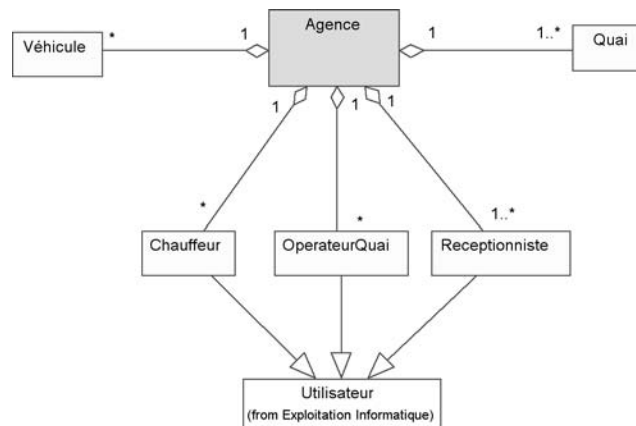 Agence
Véhicule
*
1
1
1..*
Quai
1
1
1
*
*
1..*
Chauffeur
OperateurQuai
Receptionniste
Utilisateur
(from Exploitation Informatique)